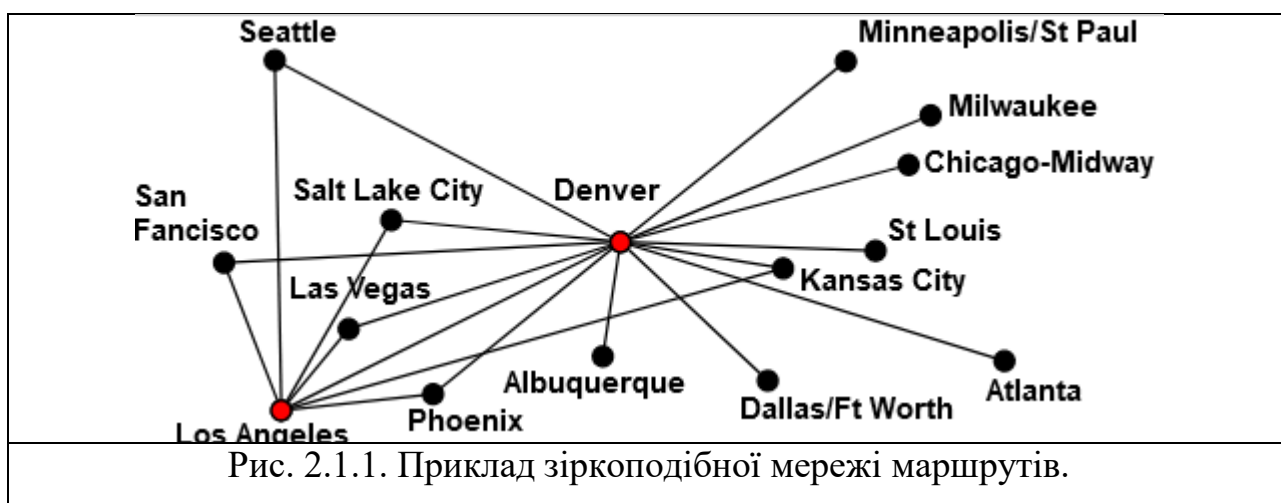 Seattle
Minneapolis/St Paul
Milwaukee
Chicago-Midway
San
Fancisco
Salt Lake City
Denver
St Louis
Kansas City
Las Vegas
Albuquerque
Dallas/Ft Worth
Atlanta
Phoenix
Los Angeles
Рис. 2.1.1. Приклад зіркоподібної мережі маршрутів.